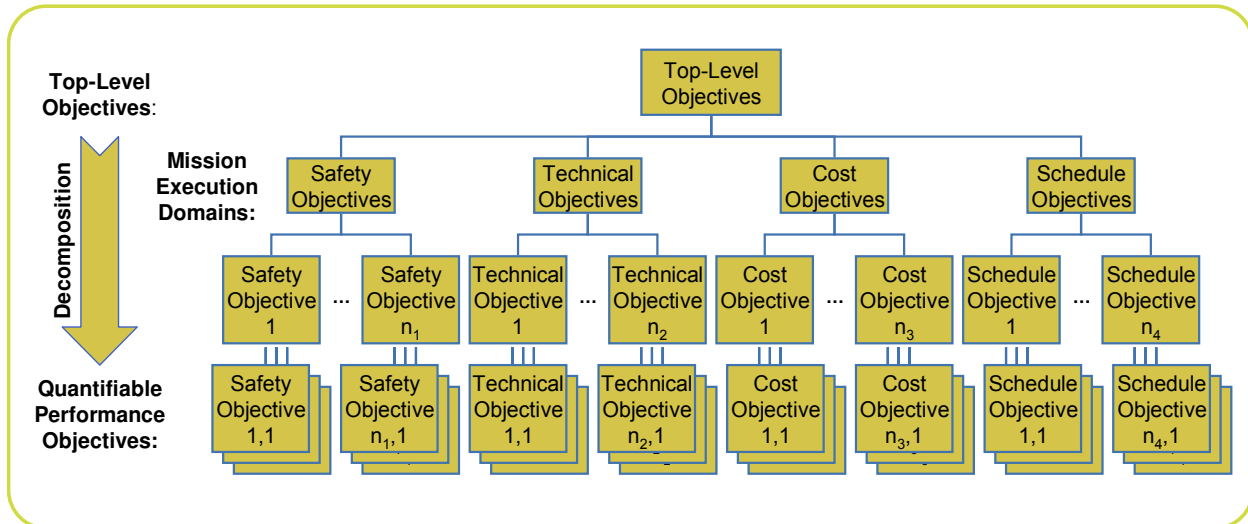 Top-Level
Objectives:
Top-Level
Objectives
Decomposition
Mission
Execution
Domains:
Safety
Objectives
Technical
Objectives
Cost
Objectives
Schedule
Objectives
Safety
Objective
1
...
Safety
Objective
n₁
Technical
Objective
1
...
Technical
Objective
n₂
Cost
Objective
1
...
Cost
Objective
n₃
Schedule
Objective
1
...
Schedule
Objective
n₄
Quantifiable
Performance
Objectives:
Safety
Objective
1,1
Safety
Objective
n₁,1
Technical
Objective
1,1
Technical
Objective
n₂,1
Cost
Objective
1,1
Cost
Objective
n₃,1
Schedule
Objective
1,1
Schedule
Objective
n₄,1